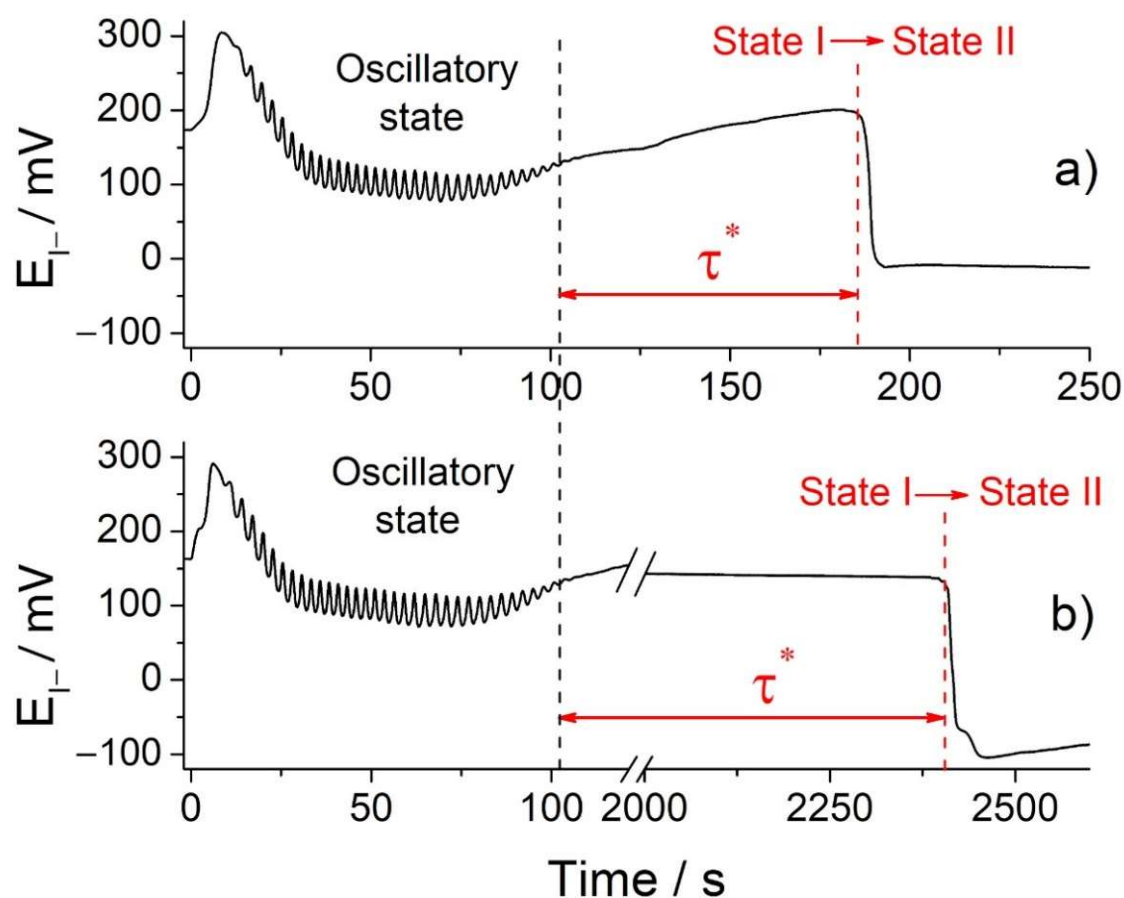 300
200
100
0
−100
E_I– / mV
Oscillatory
state
State I → State II
a)
τ*
0 50 100 150 200 250
300
200
100
0
−100
E_I– / mV
Oscillatory
state
State I → State II
b)
τ*
0 50 100 2000 2250 2500
Time / s